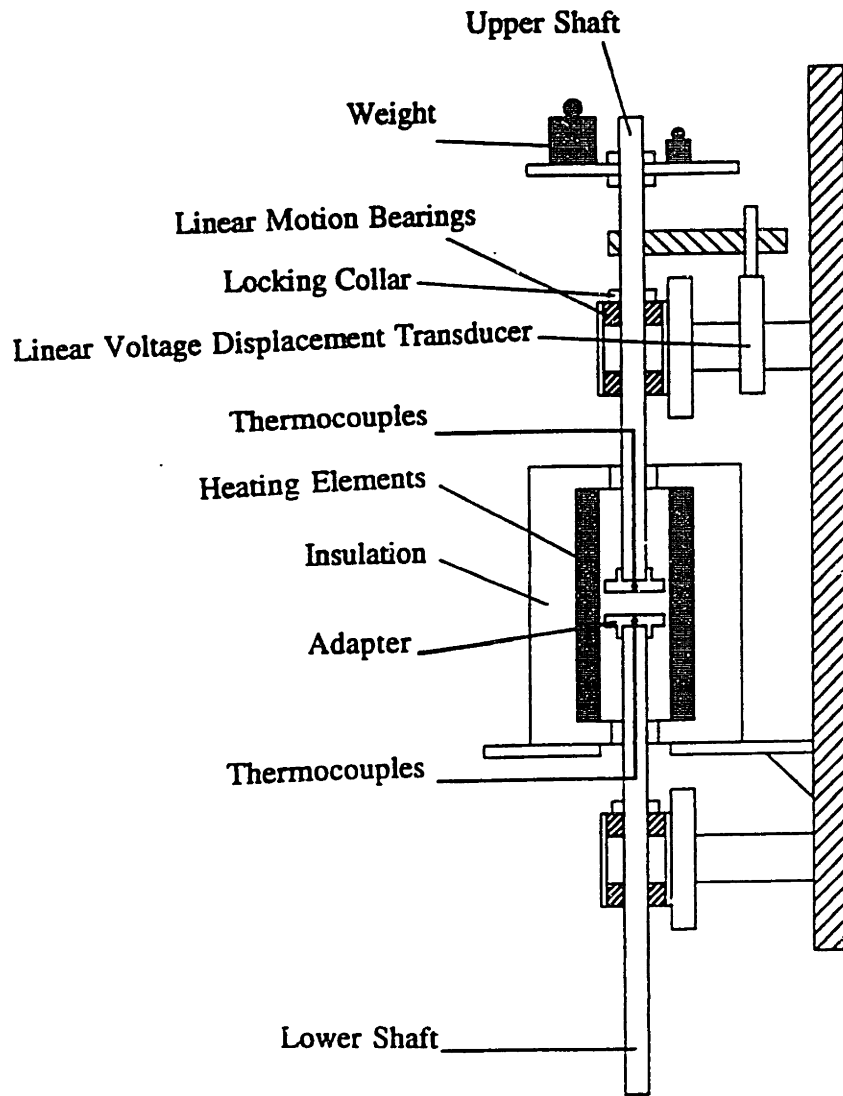 Upper Shaft
Weight
Linear Motion Bearings
Locking Collar
Linear Voltage Displacement Transducer
Thermocouples
Heating Elements
Insulation
Adapter
Thermocouples
Lower Shaft